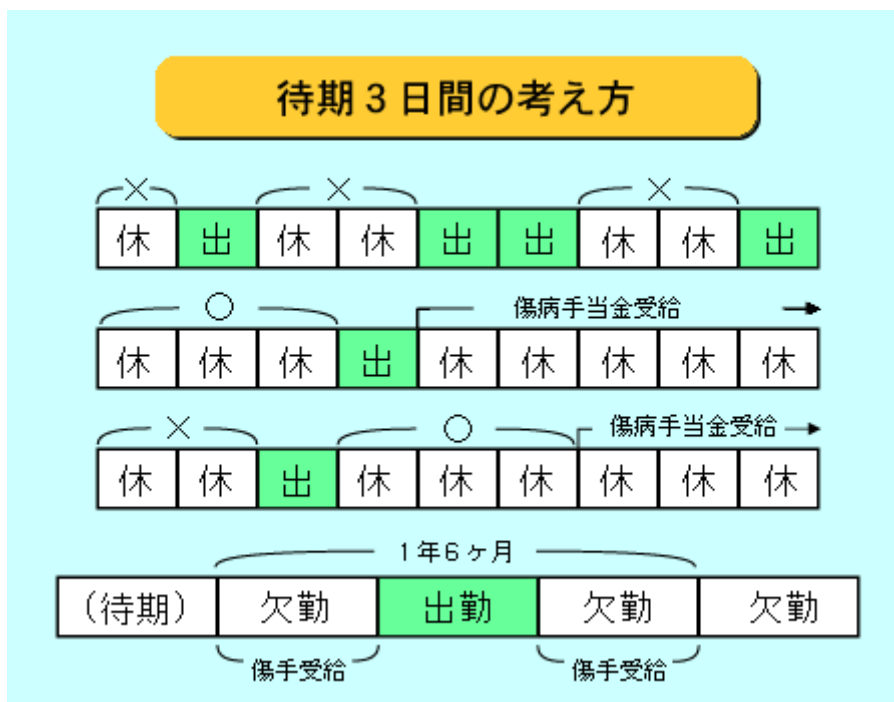 待期３日間の考え方
× × ×
休 出 休 休 出 出 休 休 出
○ 傷病手当金受給
休 休 休 出 休 休 休 休 休
× ○ 傷病手当金受給
休 休 出 休 休 休 休 休 休
１年６ヶ月
（待期） 欠勤 出勤 欠勤 欠勤
傷手受給 傷手受給